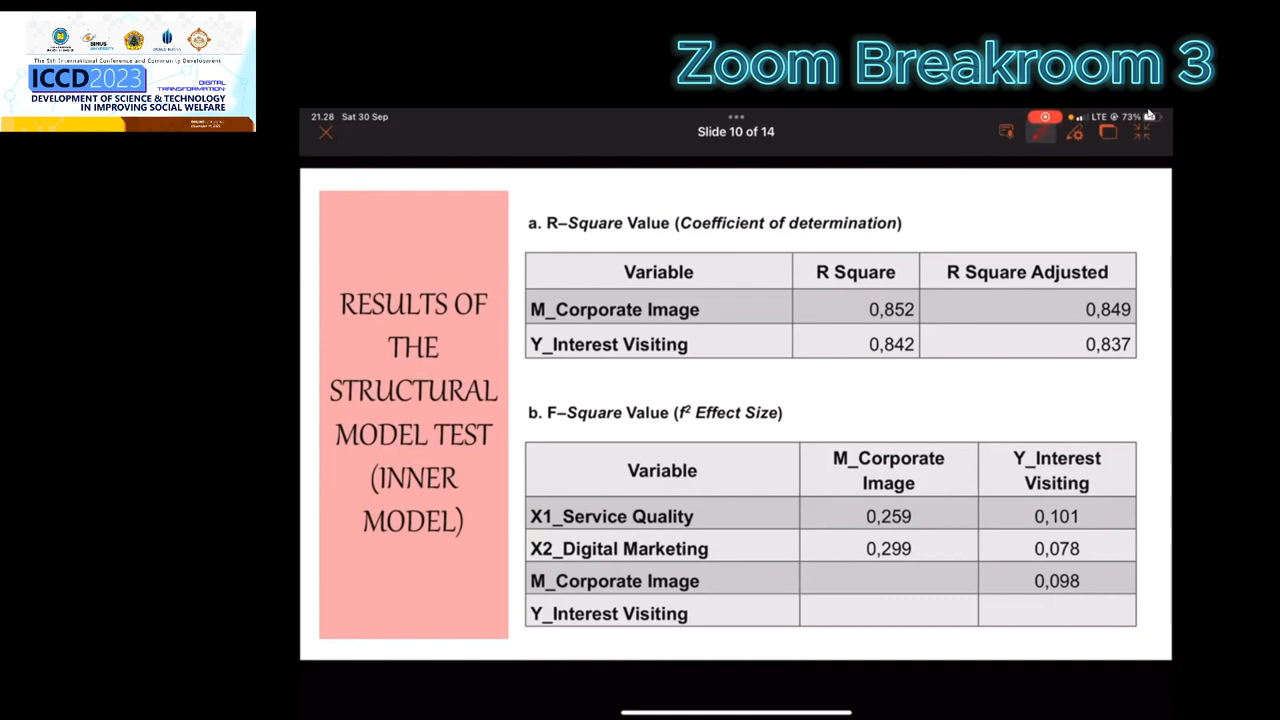 BINUS UNIVERSITY
The 5th International Conference and Community Development
ICCD2023
DIGITAL
TRANSFORMATION:
DEVELOPMENT OF SCIENCE & TECHNOLOGY
IN IMPROVING SOCIAL WELFARE
Zoom Breakroom 3
21.28 Sat 30 Sep
LTE 73%
Slide 10 of 14
RESULTS OF
THE
STRUCTURAL
MODEL TEST
(INNER
MODEL)
a. R–Square Value (Coefficient of determination)
Variable R Square R Square Adjusted
M_Corporate Image 0,852 0,849
Y_Interest Visiting 0,842 0,837
b. F–Square Value (f² Effect Size)
Variable M_Corporate Image Y_Interest Visiting
X1_Service Quality 0,259 0,101
X2_Digital Marketing 0,299 0,078
M_Corporate Image 0,098
Y_Interest Visiting